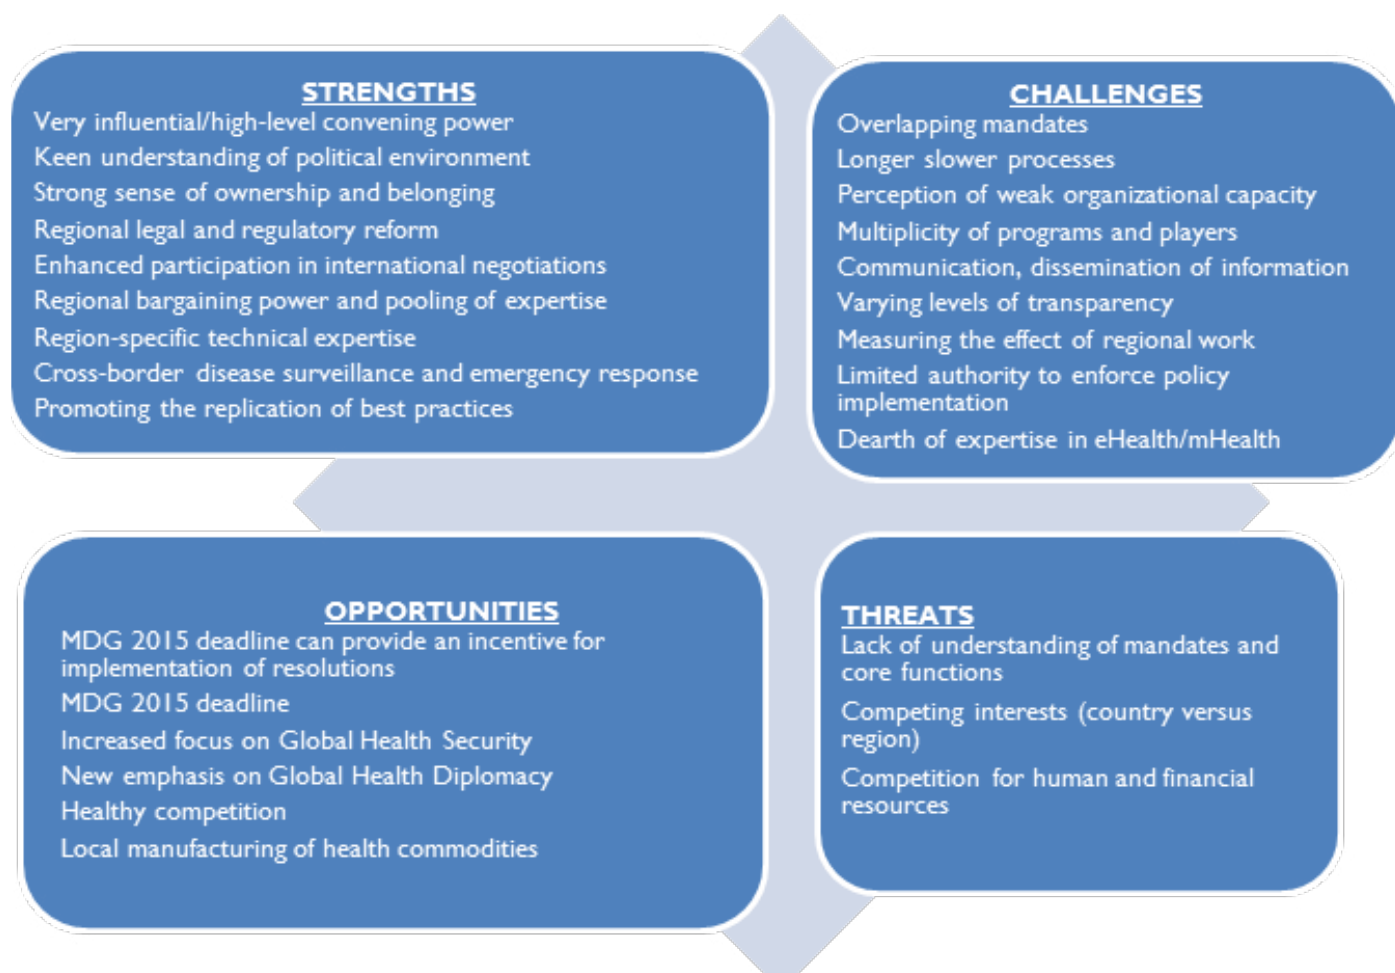 STRENGTHS
Very influential/high-level convening power
Keen understanding of political environment
Strong sense of ownership and belonging
Regional legal and regulatory reform
Enhanced participation in international negotiations
Regional bargaining power and pooling of expertise
Region-specific technical expertise
Cross-border disease surveillance and emergency response
Promoting the replication of best practices
CHALLENGES
Overlapping mandates
Longer slower processes
Perception of weak organizational capacity
Multiplicity of programs and players
Communication, dissemination of information
Varying levels of transparency
Measuring the effect of regional work
Limited authority to enforce policy
implementation
Dearth of expertise in eHealth/mHealth
OPPORTUNITIES
MDG 2015 deadline can provide an incentive for
implementation of resolutions
MDG 2015 deadline
Increased focus on Global Health Security
New emphasis on Global Health Diplomacy
Healthy competition
Local manufacturing of health commodities
THREATS
Lack of understanding of mandates and
core functions
Competing interests (country versus
region)
Competition for human and financial
resources